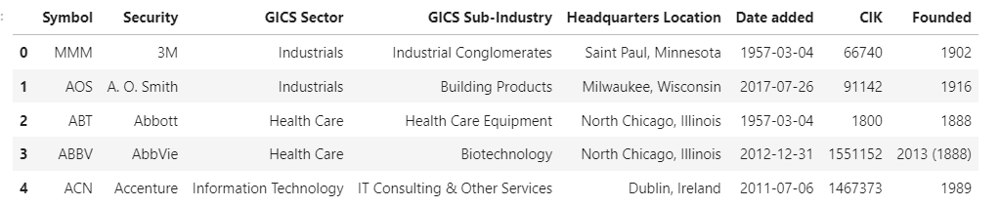 Symbol Security GICS Sector GICS Sub-Industry Headquarters Location Date added CIK Founded
0 MMM 3M Industrials Industrial Conglomerates Saint Paul, Minnesota 1957-03-04 66740 1902
1 AOS A. O. Smith Industrials Building Products Milwaukee, Wisconsin 2017-07-26 91142 1916
2 ABT Abbott Health Care Health Care Equipment North Chicago, Illinois 1957-03-04 1800 1888
3 ABBV AbbVie Health Care Biotechnology North Chicago, Illinois 2012-12-31 1551152 2013 (1888)
4 ACN Accenture Information Technology IT Consulting & Other Services Dublin, Ireland 2011-07-06 1467373 1989